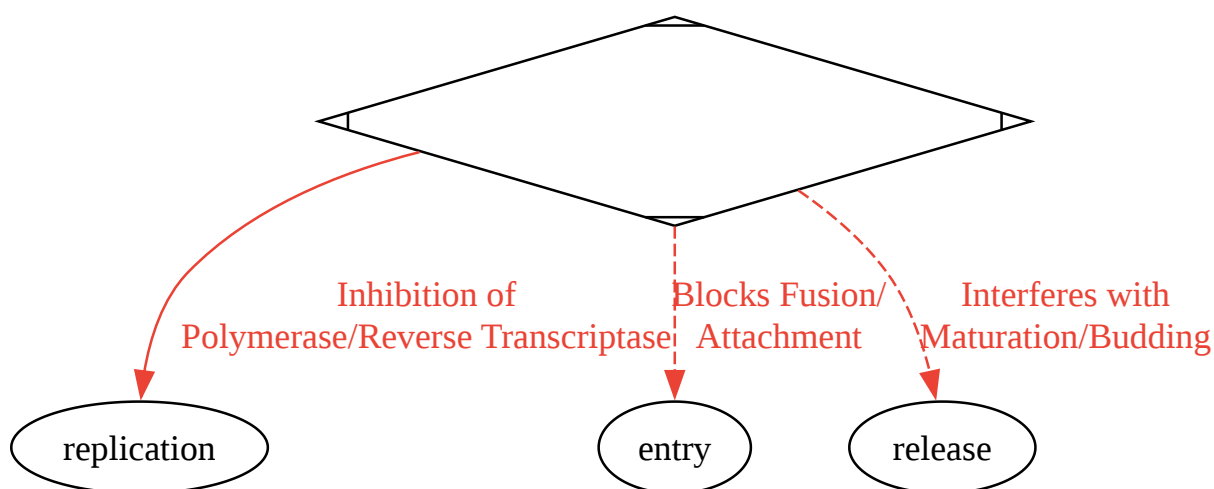 Inhibition of
Polymerase/Reverse Transcriptase
Blocks Fusion/
Attachment
Interferes with
Maturation/Budding
replication
entry
release